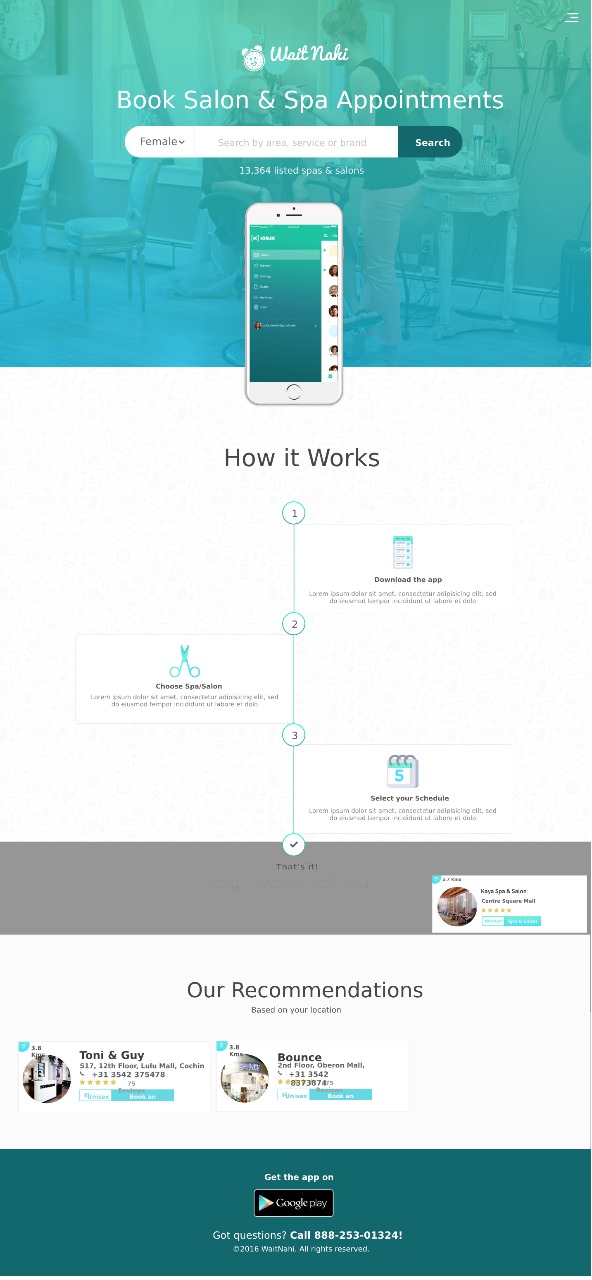 Wait Nahi
Book Salon & Spa Appointments
Female
Search by area, service or brand
Search
13,364 listed spas & salons
How it Works
1
Download the app
Lorem ipsum dolor sit amet, consectetur adipisicing elit, sed
do eiusmod tempor incididunt ut labore et dolo
2
Choose Spa/Salon
Lorem ipsum dolor sit amet, consectetur adipisicing elit, sed
do eiusmod tempor incididunt ut labore et dolo
3
5
Select your Schedule
Lorem ipsum dolor sit amet, consectetur adipisicing elit, sed
do eiusmod tempor incididunt ut labore et dolo
That's it!
5.7 Kms
Kaya Spa & Salon
Centre Square Mall
Women
Spa & Salon
Our Recommendations
Based on your location
3.8
Kms
Toni & Guy
S17, 12th Floor, Lulu Mall, Cochin
+31 3542 375478
75
Reviews
Unisex
Book an
3.8
Kms
Bounce
2nd Floor, Oberon Mall,
+31 3542
8373874
75
Reviews
Unisex
Book an
Get the app on
Google play
Got questions? Call 888-253-01324!
©2016 WaitNahi. All rights reserved.